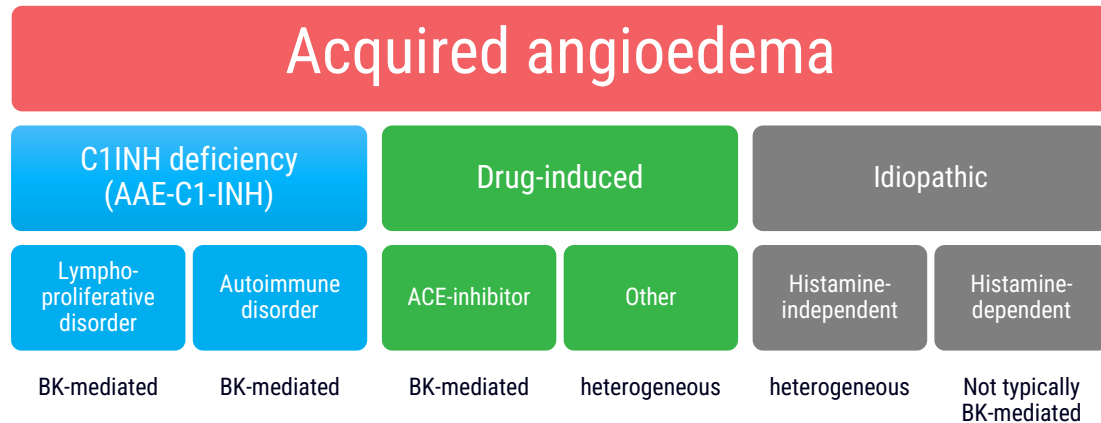 Acquired angioedema
C1INH deficiency
(AAE-C1-INH)
Drug-induced
Idiopathic
Lympho-
proliferative
disorder
Autoimmune
disorder
ACE-inhibitor
Other
Histamine-
independent
Histamine-
dependent
BK-mediated
BK-mediated
BK-mediated
heterogeneous
heterogeneous
Not typically
BK-mediated